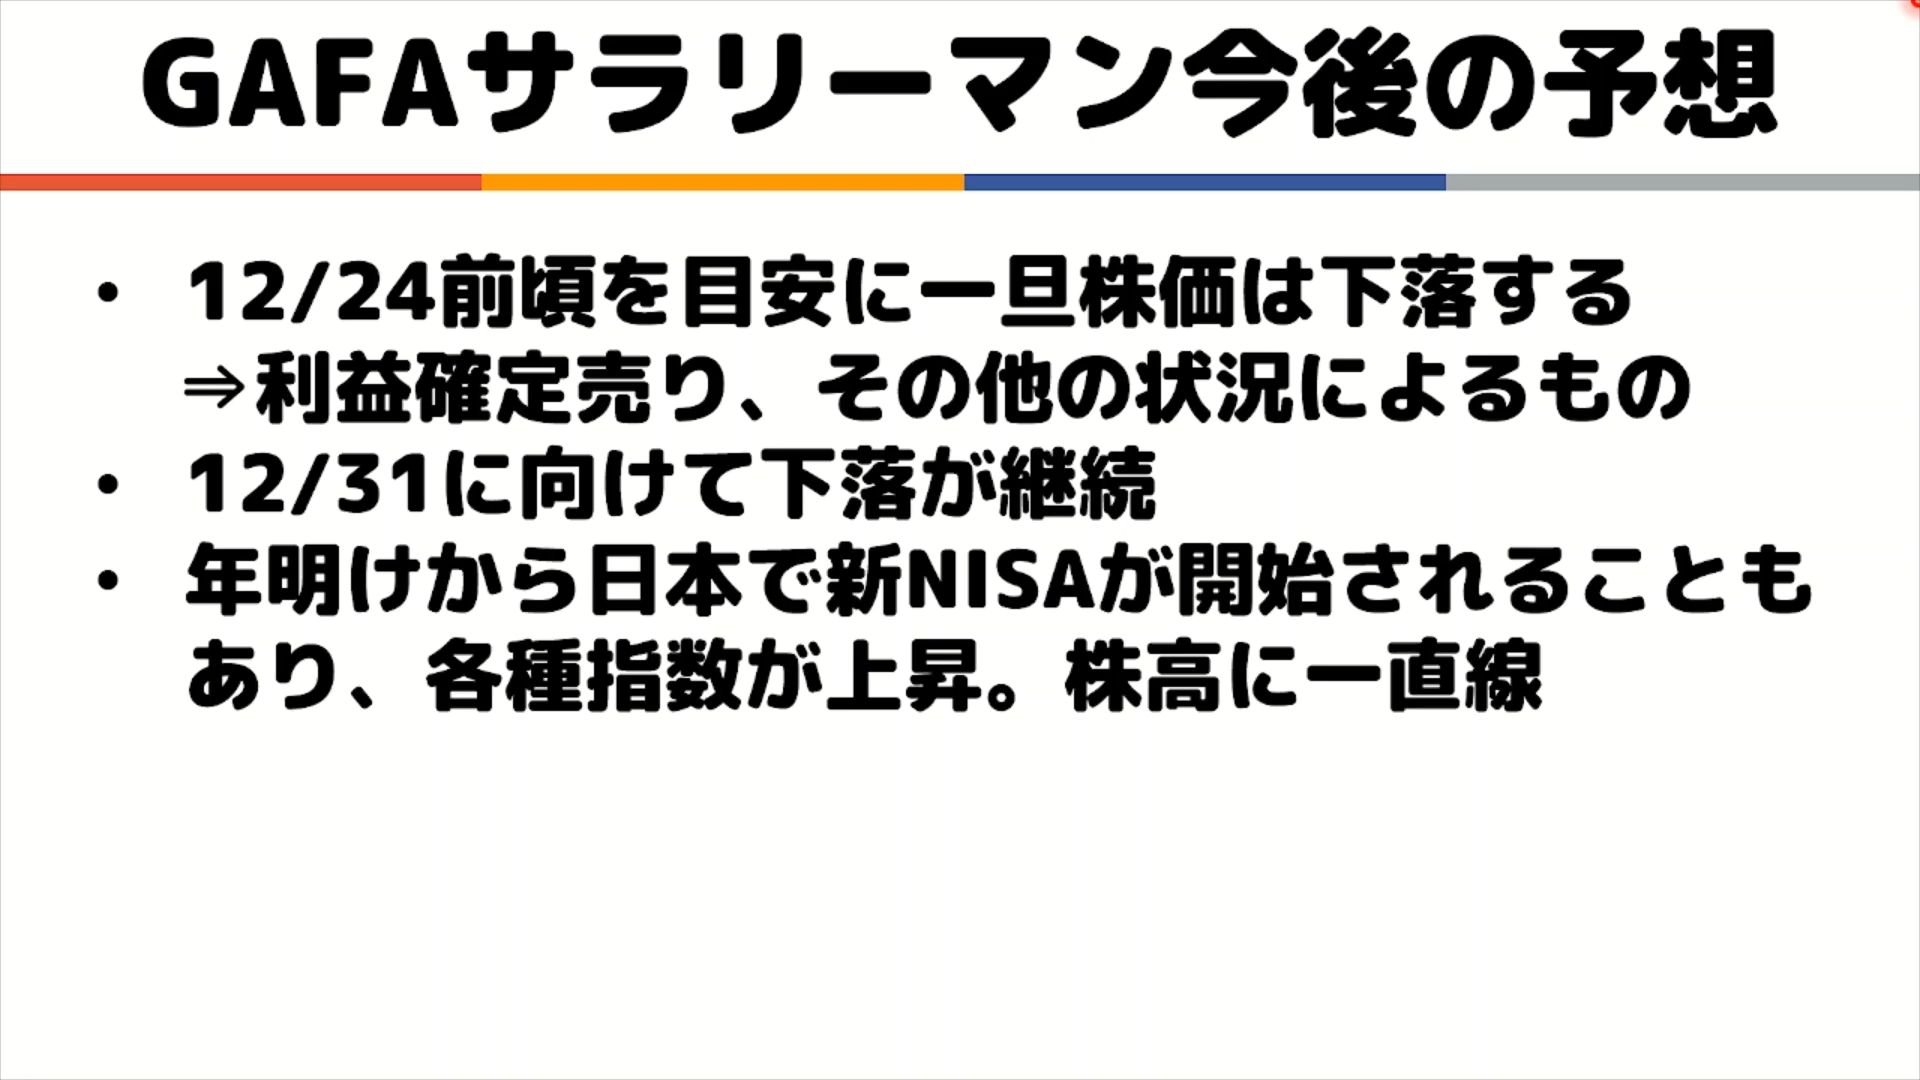 GAFAサラリーマン今後の予想
• 12/24前頃を目安に一旦株価は下落する
⇒利益確定売り、その他の状況によるもの
• 12/31に向けて下落が継続
• 年明けから日本で新NISAが開始されることも
あり、各種指数が上昇。株高に一直線